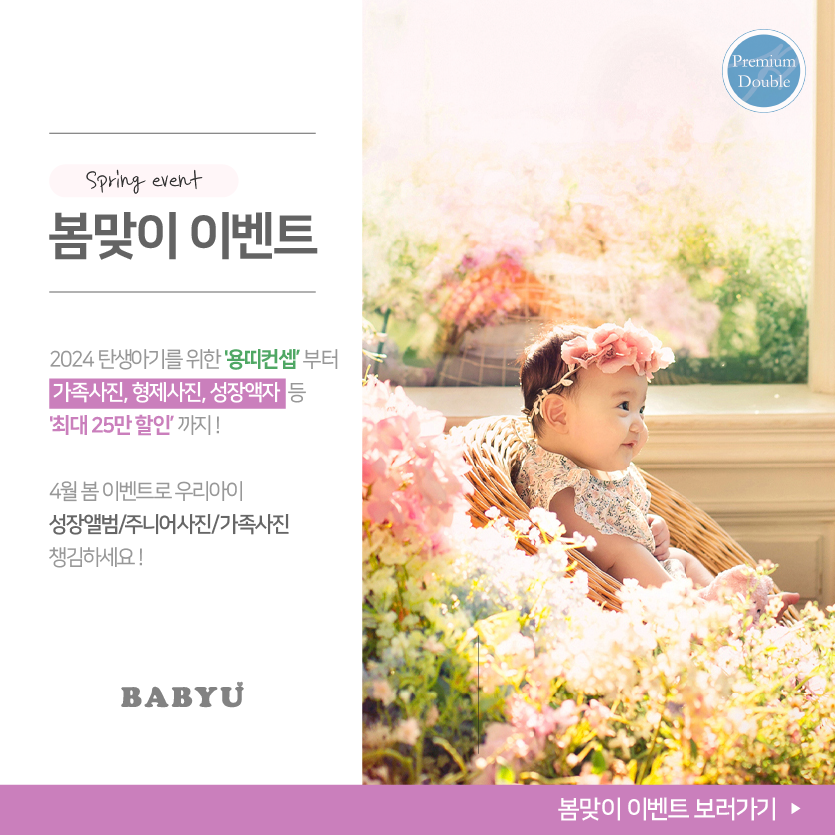 Premium
Double
Spring event
봄맞이 이벤트
2024 탄생아기를 위한 '용띠컨셉' 부터
가족사진, 형제사진, 성장액자 등
'최대 25만 할인' 까지 !
4월 봄 이벤트로 우리아이
성장앨범/주니어사진/가족사진
챙김하세요 !
BABYU
봄맞이 이벤트 보러가기 ▶